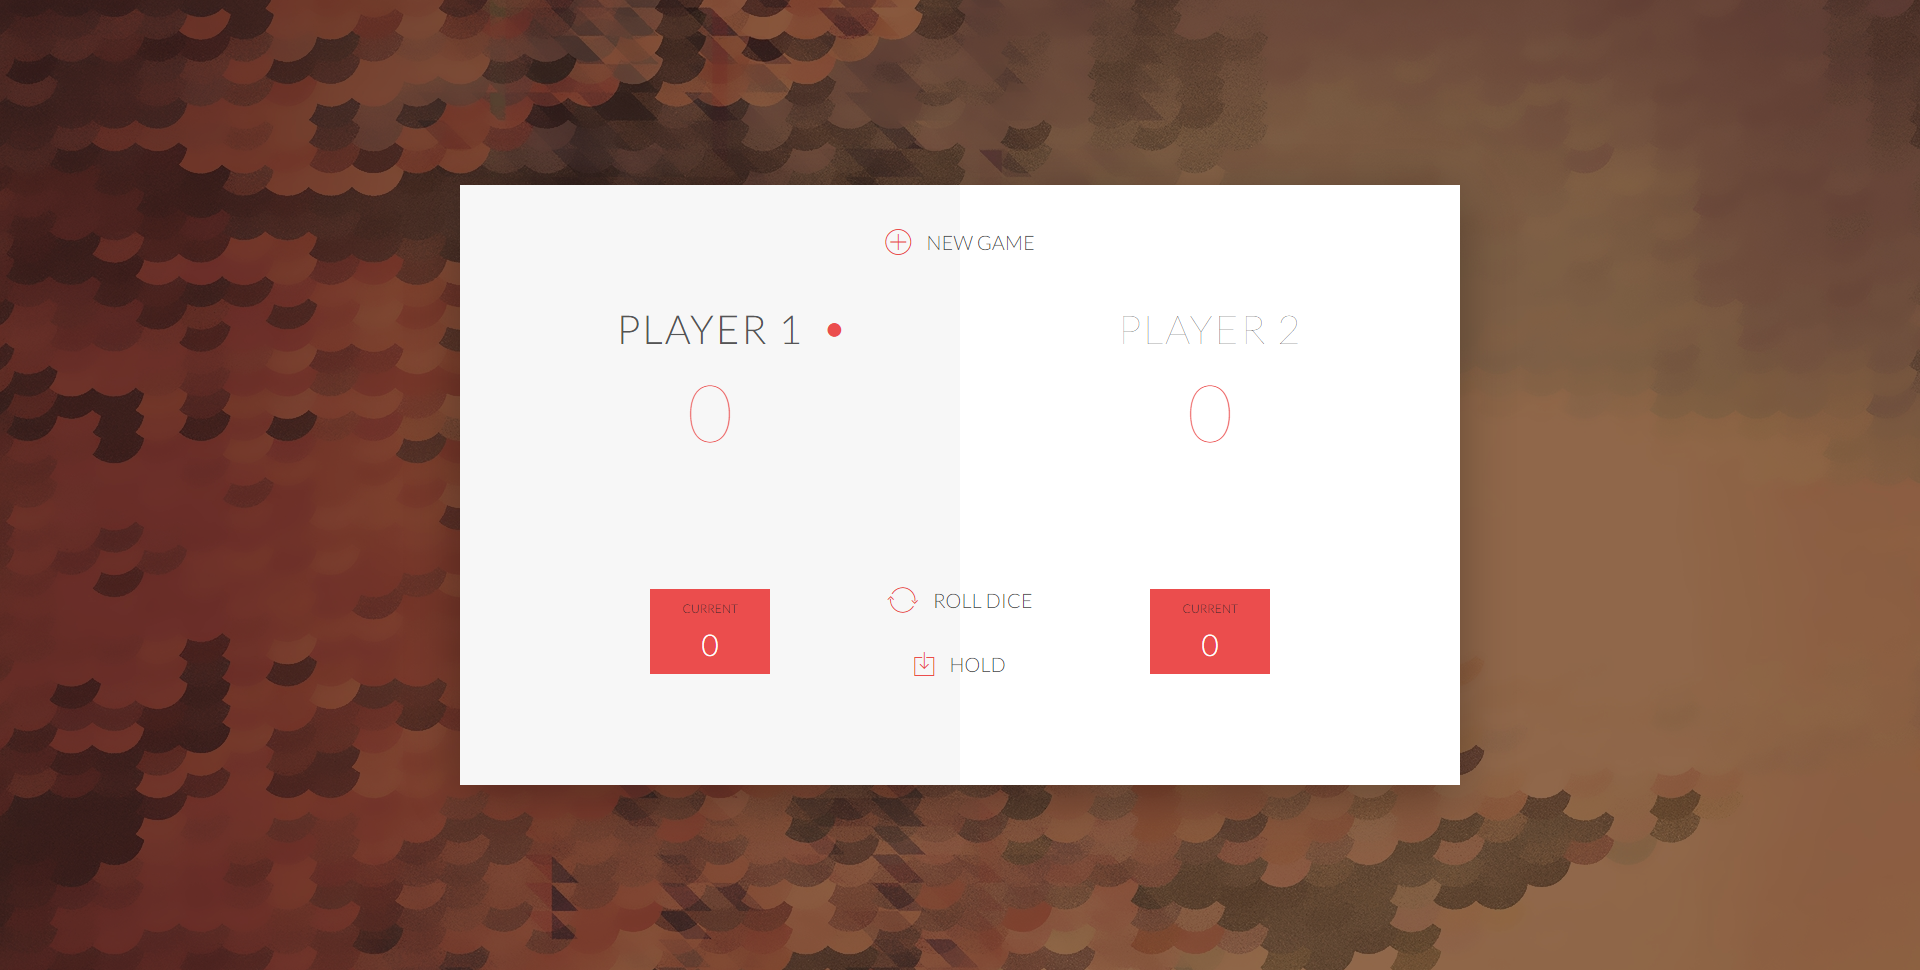 NEW GAME
PLAYER 1
0
PLAYER 2
0
CURRENT
0
ROLL DICE
HOLD
CURRENT
0